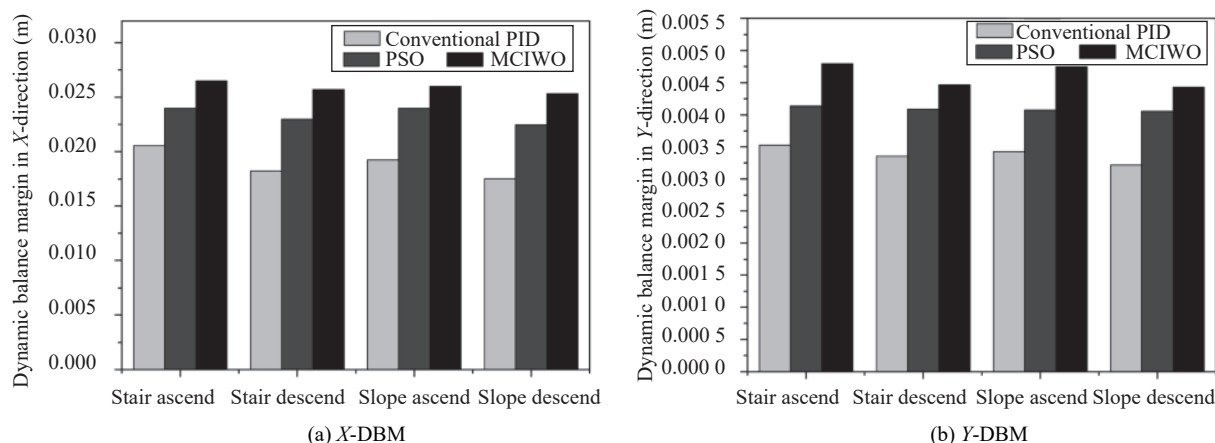 Dynamic balance margin in X-direction (m)
0.030
0.025
0.020
0.015
0.010
0.005
0.000
Conventional PID
PSO MCIWO
Stair ascend Stair descend Slope ascend Slope descend
(a) X-DBM
Dynamic balance margin in Y-direction (m)
0.005 5
0.005 0
0.004 5
0.004 0
0.003 5
0.003 0
0.002 5
0.002 0
0.001 5
0.001 0
0.000 5
0.000 0
Conventional PID
PSO MCIWO
Stair ascend Stair descend Slope ascend Slope descend
(b) Y-DBM